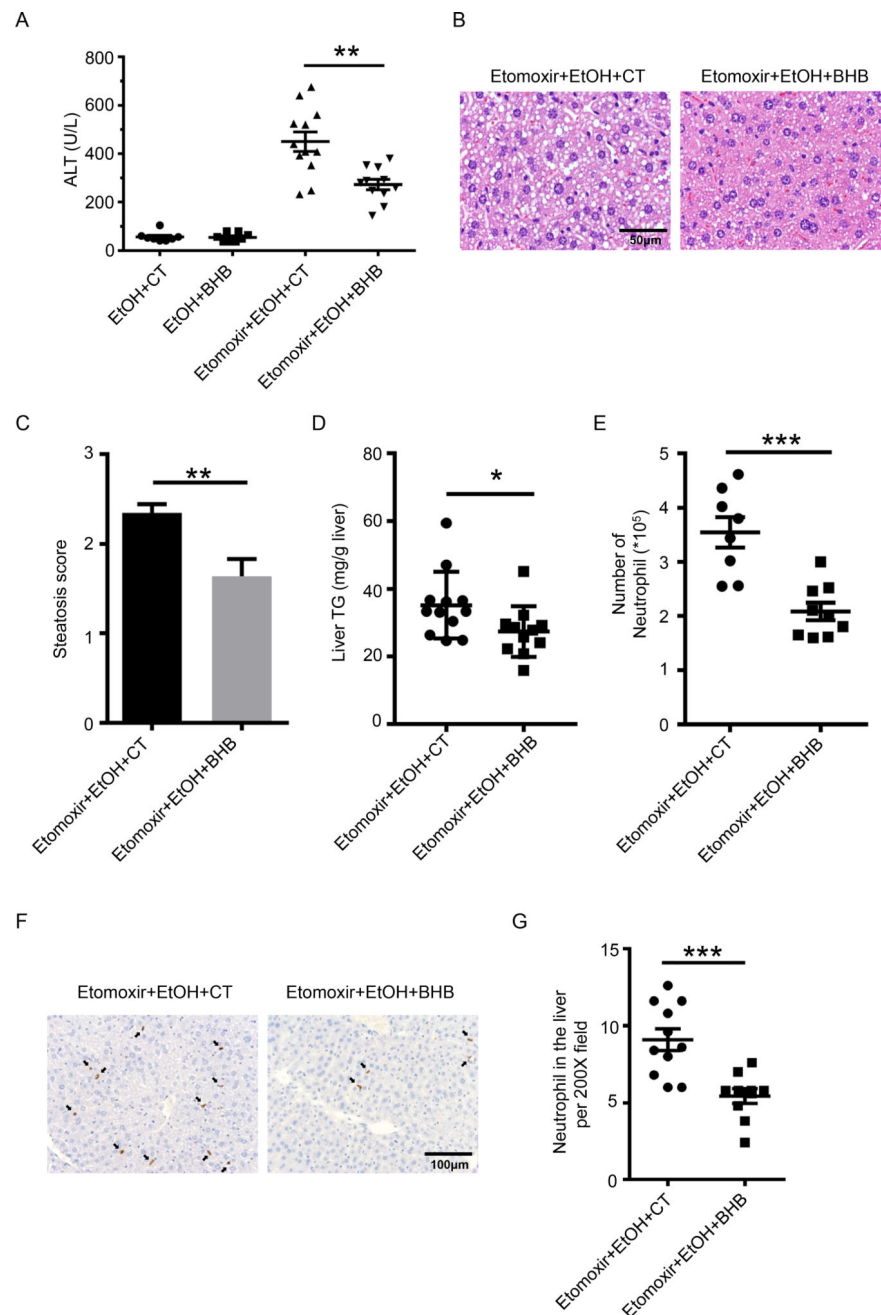 A
800
600
400
200
0
ALT (U/L)
**
EtOH+CT
EtOH+BHB
Etomoxir+EtOH+CT
Etomoxir+EtOH+BHB
B
Etomoxir+EtOH+CT
Etomoxir+EtOH+BHB
50µm
C
3
2
1
0
Steatosis score
**
Etomoxir+EtOH+CT
Etomoxir+EtOH+BHB
D
80
60
40
20
0
Liver TG (mg/g liver)
*
Etomoxir+EtOH+CT
Etomoxir+EtOH+BHB
E
5
4
3
2
1
0
Number of
Neutrophil (*10⁵)
***
Etomoxir+EtOH+CT
Etomoxir+EtOH+BHB
F
Etomoxir+EtOH+CT
Etomoxir+EtOH+BHB
100µm
G
15
10
5
0
Neutrophil in the liver
per 200X field
***
Etomoxir+EtOH+CT
Etomoxir+EtOH+BHB